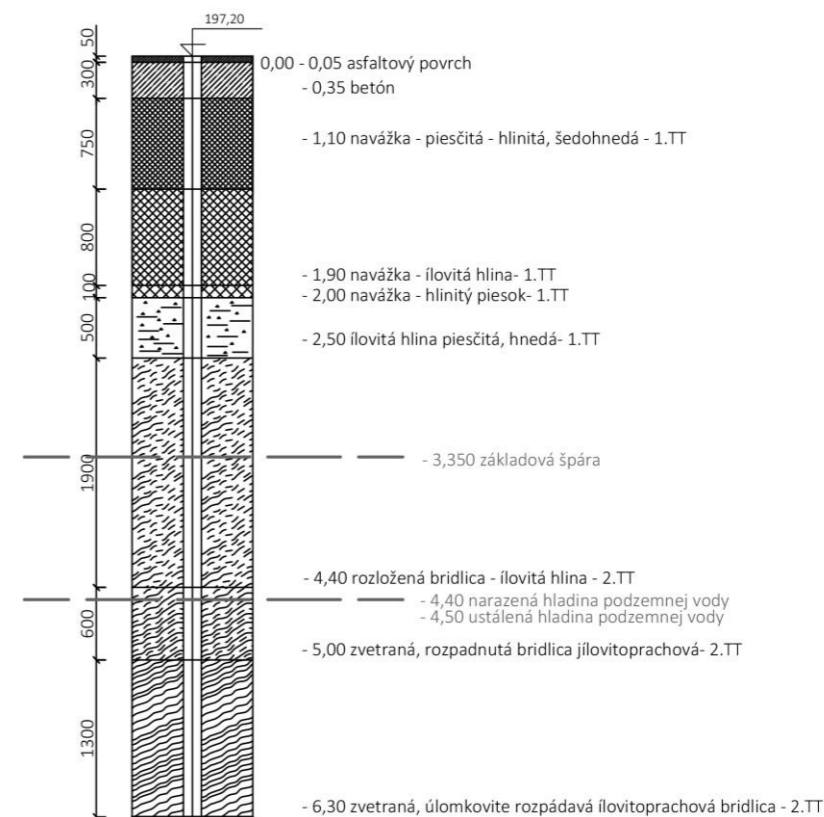 197,20
50
0,00 - 0,05 asfaltový povrch
300
- 0,35 betón
750
- 1,10 navážka - piesčitá - hlinitá, šedohnedá - 1.TT
800
- 1,90 navážka - ílovitá hlina- 1.TT
100
- 2,00 navážka - hlinitý piesok- 1.TT
500
- 2,50 ílovitá hlina piesčitá, hnedá- 1.TT
1900
- 3,350 základová špára
- 4,40 rozložená bridlica - ílovitá hlina - 2.TT
- 4,40 narazená hladina podzemnej vody
- 4,50 ustálená hladina podzemnej vody
600
- 5,00 zvetraná, rozpadnutá bridlica jílovitoprachová- 2.TT
1300
- 6,30 zvetraná, úlomkovite rozpádavá ílovitoprachová bridlica - 2.TT